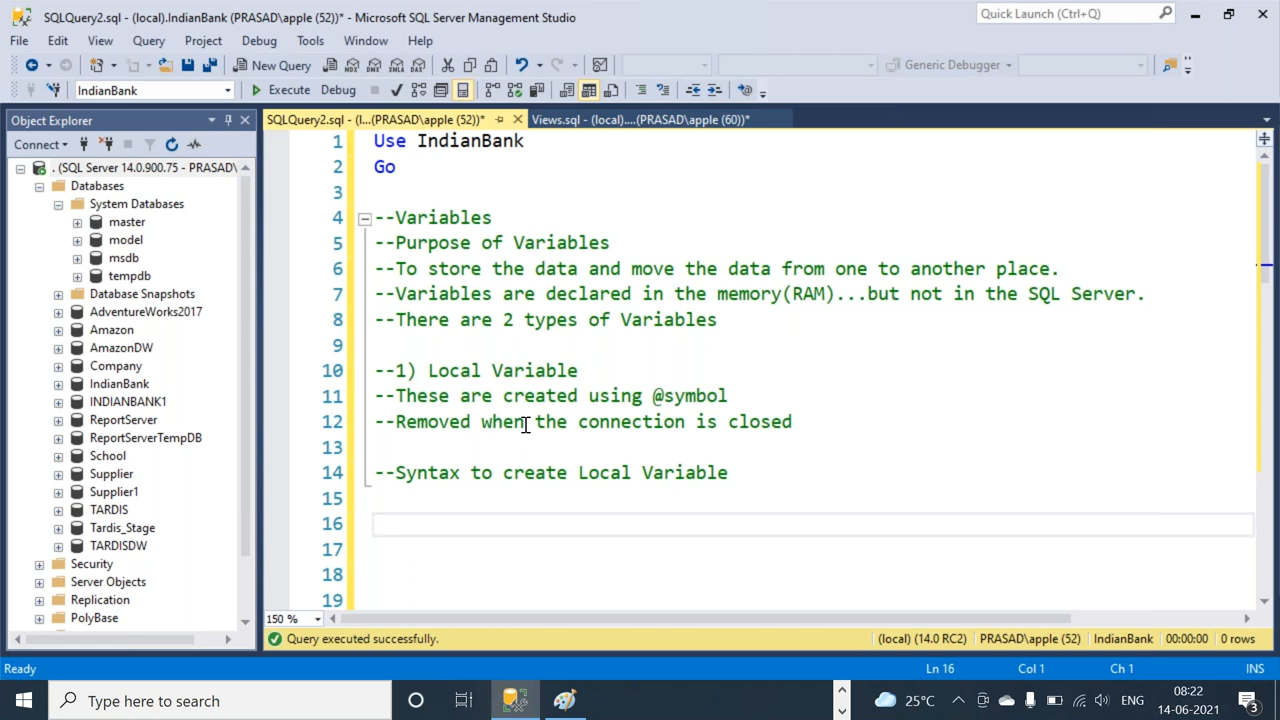 SQLQuery2.sql - (local).IndianBank (PRASAD\apple (52))* - Microsoft SQL Server Management Studio
Quick Launch (Ctrl+Q)
File Edit View Query Project Debug Tools Window Help
New Query
MDX DMX XMLA DAX
Generic Debugger
IndianBank
Execute Debug
Object Explorer
SQLQuery2.sql - (l...(PRASAD\apple (52))*
Views.sql - (local)....(PRASAD\apple (60))*
Connect
. (SQL Server 14.0.900.75 - PRASAD\
Databases
System Databases
master
model
msdb
tempdb
Database Snapshots
AdventureWorks2017
Amazon
AmazonDW
Company
IndianBank
INDIANBANK1
ReportServer
ReportServerTempDB
School
Supplier
Supplier1
TARDIS
Tardis_Stage
TARDISDW
Security
Server Objects
Replication
PolyBase
1 Use IndianBank
2 Go
3
4 --Variables
5 --Purpose of Variables
6 --To store the data and move the data from one to another place.
7 --Variables are declared in the memory(RAM)...but not in the SQL Server.
8 --There are 2 types of Variables
9
10 --1) Local Variable
11 --These are created using @symbol
12 --Removed when the connection is closed
13
14 --Syntax to create Local Variable
15
16
17
18
19
150 %
Query executed successfully.
(local) (14.0 RC2) PRASAD\apple (52) IndianBank 00:00:00 0 rows
Ready
Ln 16 Col 1 Ch 1 INS
Type here to search
25°C
ENG
08:22
14-06-2021
3